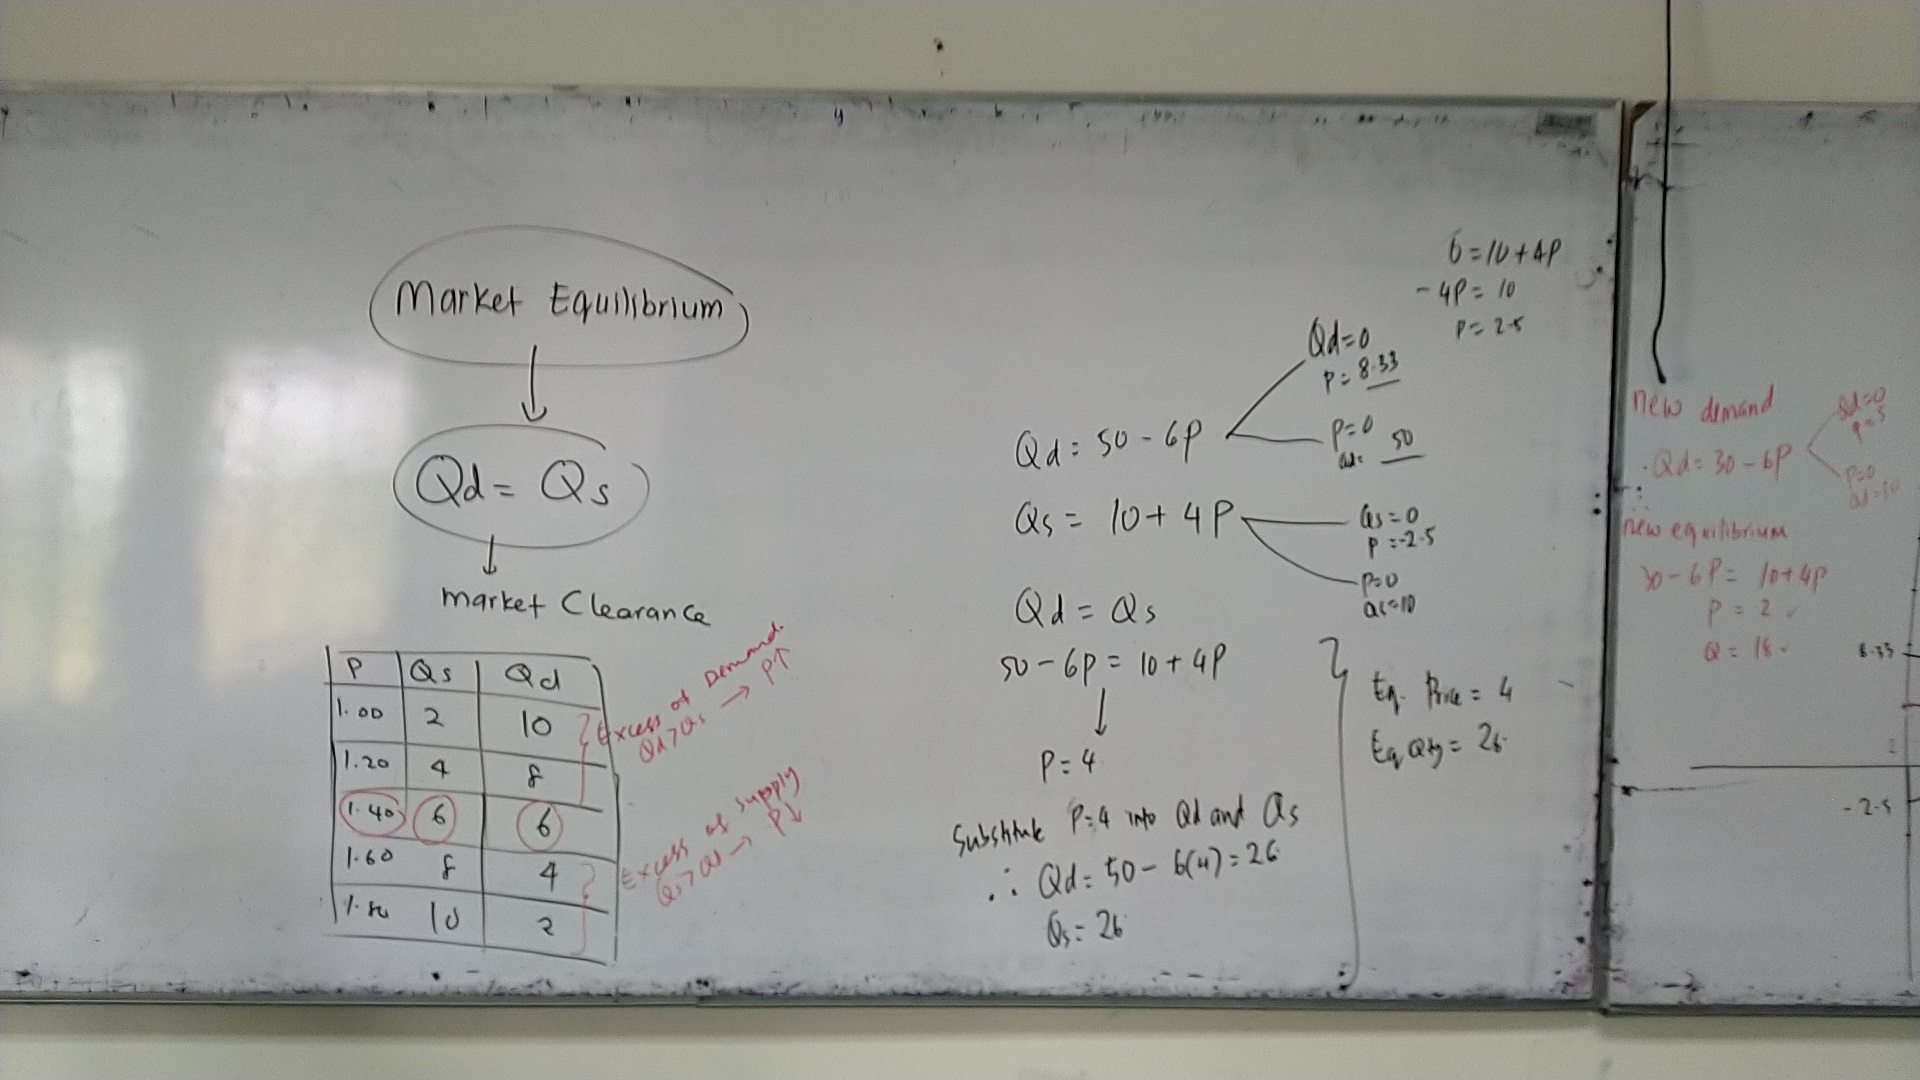 Market Equilibrium
Qd = Qs
market Clearance
P Qs Qd
1.00 2 10
1.20 4 8
1.40 6 6
1.60 8 4
1.80 10 2
Excess of Demand
Qd > Qs → P↑
Excess of Supply
Qs > Qd → P↓
0 = 10 + 4P
- 4P = 10
P = 2.5
Qd = 50 - 6P
Qd = 0
P = 8.33
P = 0
Qd = 50
Qs = 10 + 4P
Qs = 0
P = -2.5
P = 0
Qs = 10
Qd = Qs
50 - 6P = 10 + 4P
↓
P = 4
Substitute P = 4 into Qd and Qs
∴ Qd = 50 - 6(4) = 26
Qs = 26
Eq. Price = 4
Eq Qty = 26
new demand
Qd = 30 - 6P
Qd = 0
P = 5
P = 0
Qd = 30
new equilibrium
30 - 6P = 10 + 4P
P = 2 ✓
Q = 18 ✓
8.33
2
-2.5